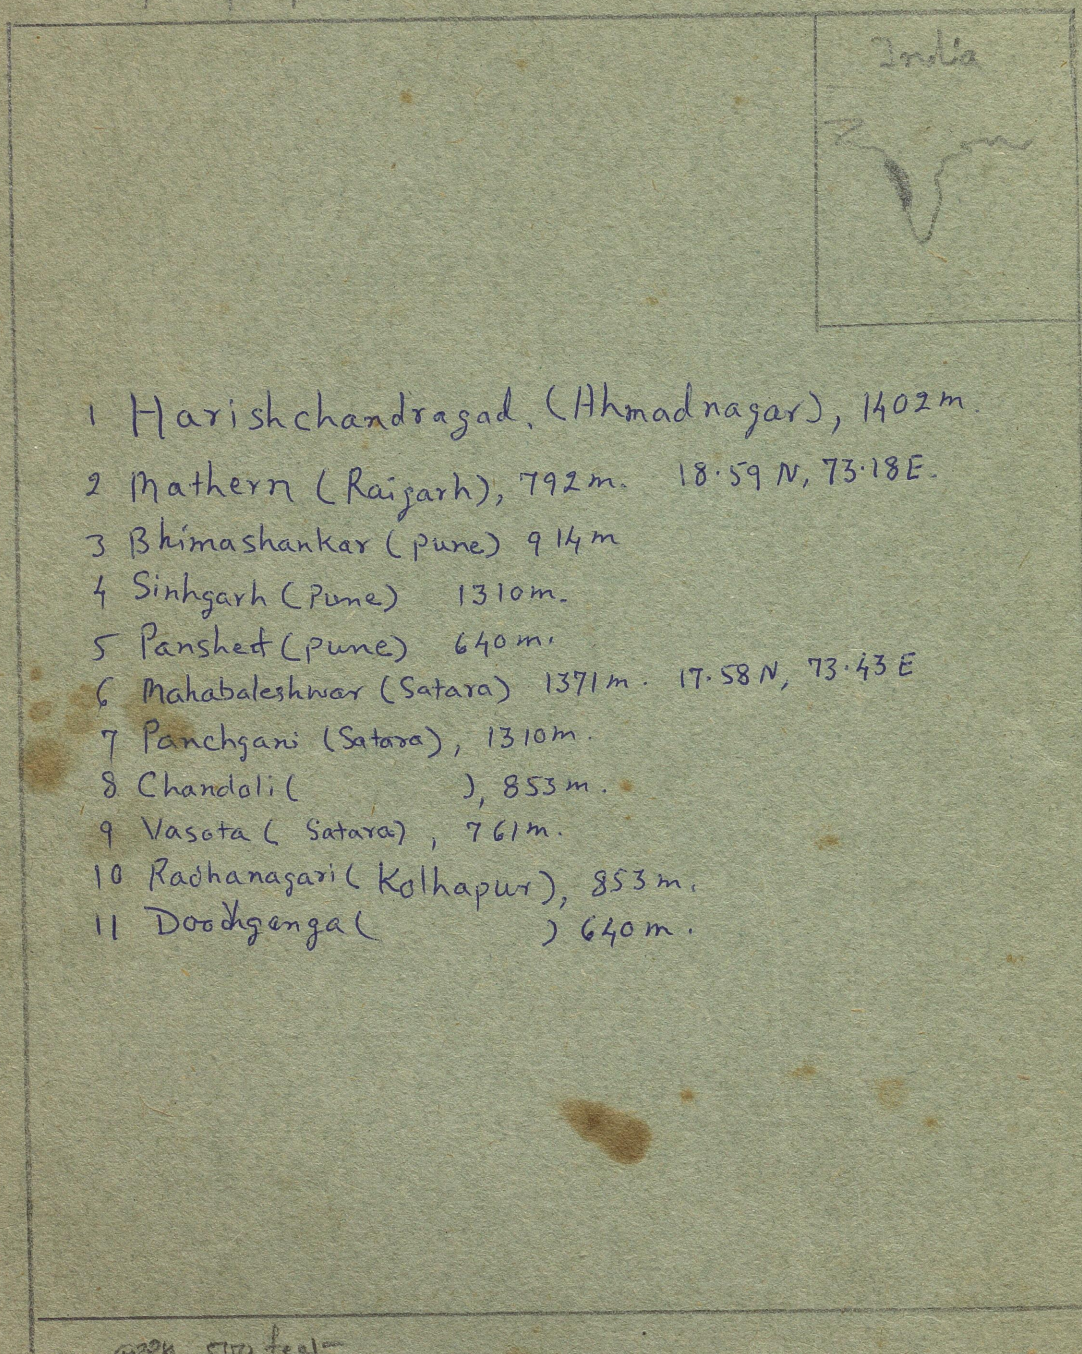 India
1 Harishchandragad, (Ahmadnagar), 1402m.
2 Mathern (Raigarh), 792m. 18.59 N, 73.18E.
3 Bhimashankar (pune) 914m
4 Sinhgarh (Pune) 1310m.
5 Panshet (pune) 640m.
6 Mahabaleshwar (Satara) 1371m. 17.58 N, 73.43 E
7 Panchgani (Satara), 1310m.
8 Chandoli ( ), 853m.
9 Vasota ( Satara) , 761m.
10 Radhanagari ( Kolhapur), 853m.
11 Doodhganga ( ) 640m.